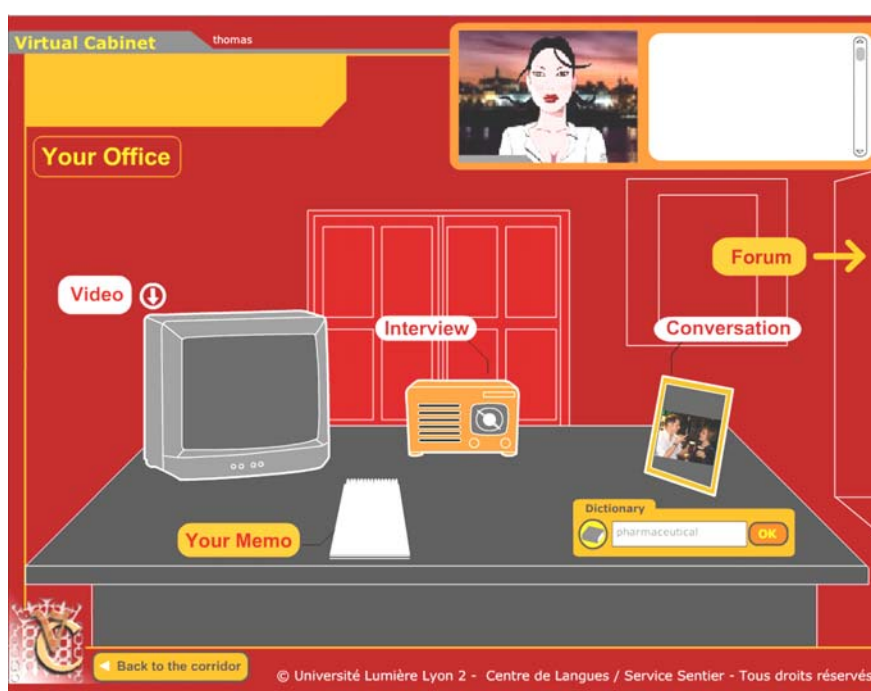 Virtual Cabinet
thomas
Your Office
Forum
Video
Interview
Conversation
Dictionary
pharmaceutical
OK
Your Memo
Back to the corridor
© Université Lumière Lyon 2 - Centre de Langues / Service Sentier - Tous droits réservés